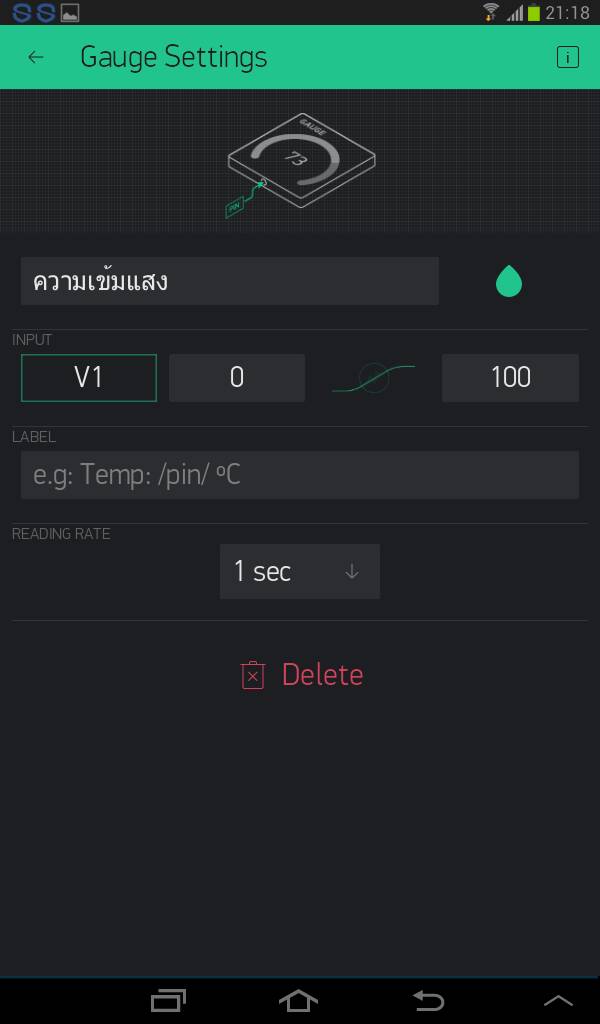 21:18
Gauge Settings
i
GAUGE
73
PIN
ความเข้มแสง
INPUT
V1
0
100
LABEL
e.g: Temp: /pin/ ºC
READING RATE
1 sec
Delete